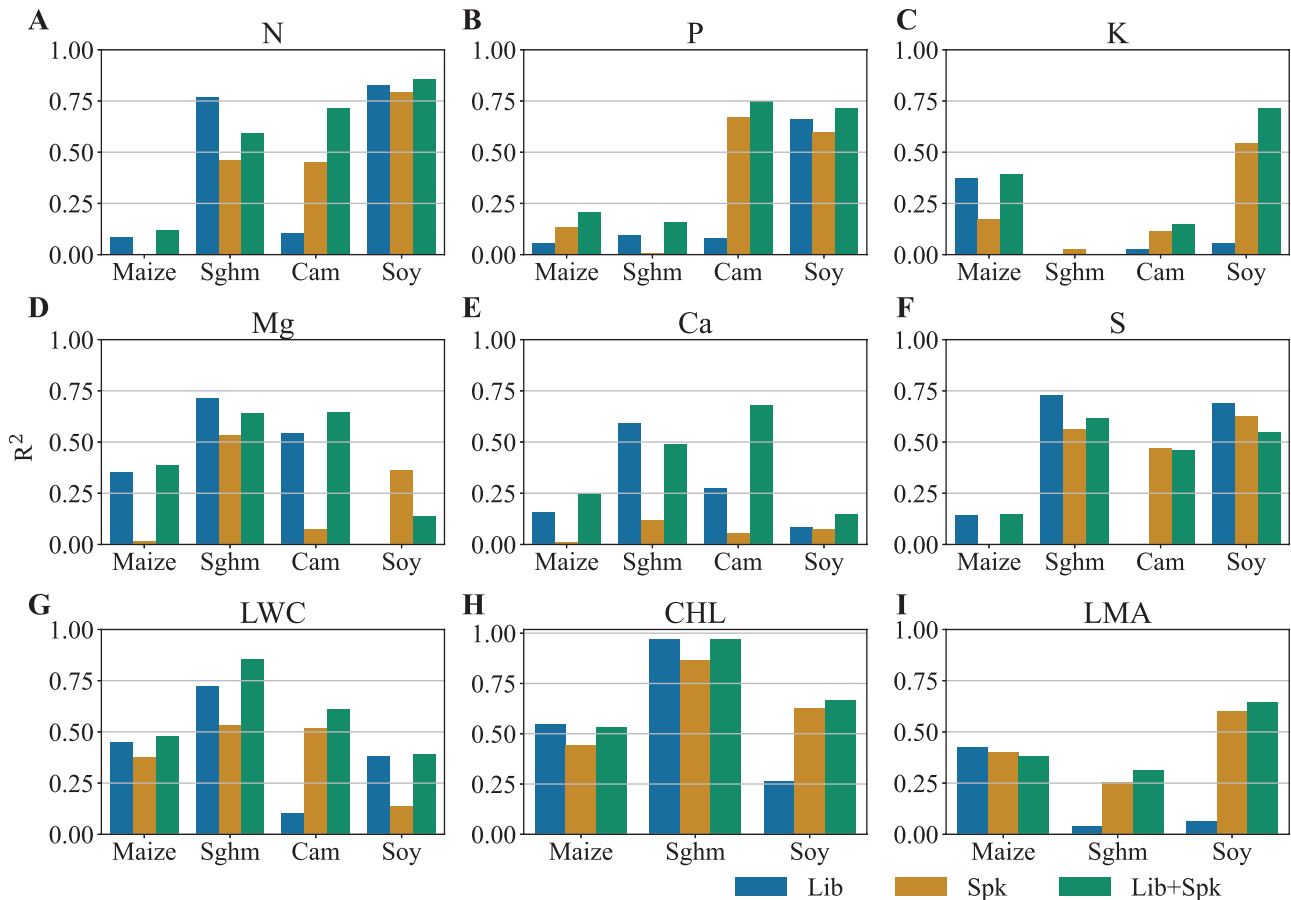 A N
B P
C K
1.00 1.00 1.00
0.75 0.75 0.75
0.50 0.50 0.50
0.25 0.25 0.25
0.00 0.00 0.00
Maize Sghm Cam Soy Maize Sghm Cam Soy Maize Sghm Cam Soy
D Mg
E Ca
F S
1.00 1.00 1.00
0.75 0.75 0.75
R² 0.50 0.50 0.50
0.25 0.25 0.25
0.00 0.00 0.00
Maize Sghm Cam Soy Maize Sghm Cam Soy Maize Sghm Cam Soy
G LWC
H CHL
I LMA
1.00 1.00 1.00
0.75 0.75 0.75
0.50 0.50 0.50
0.25 0.25 0.25
0.00 0.00 0.00
Maize Sghm Cam Soy Maize Sghm Soy Maize Sghm Soy
Lib Spk Lib+Spk